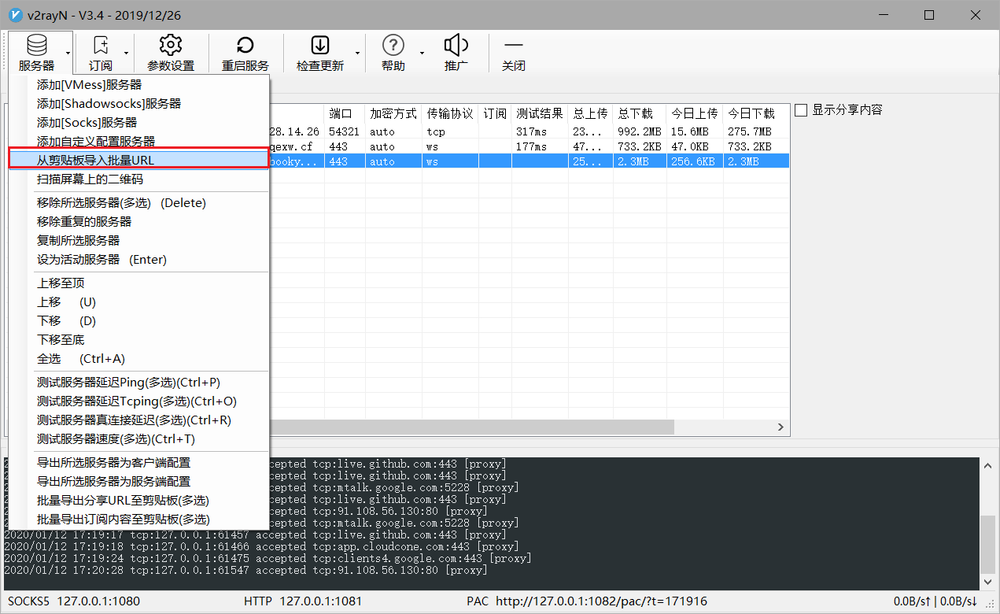 v2rayN - V3.4 - 2019/12/26
服务器 订阅 参数设置 重启服务 检查更新 帮助 推广 关闭
添加[VMess]服务器
添加[Shadowsocks]服务器
添加[Socks]服务器
添加自定义配置服务器
从剪贴板导入批量URL
扫描屏幕上的二维码
移除所选服务器(多选) (Delete)
移除重复的服务器
复制所选服务器
设为活动服务器 (Enter)
上移至顶
上移 (U)
下移 (D)
下移至底
全选 (Ctrl+A)
测试服务器延迟Ping(多选)(Ctrl+P)
测试服务器延迟Tcping(多选)(Ctrl+O)
测试服务器真连接延迟(多选)(Ctrl+R)
测试服务器速度(多选)(Ctrl+T)
导出所选服务器为客户端配置
导出所选服务器为服务端配置
批量导出分享URL至剪贴板(多选)
批量导出订阅内容至剪贴板(多选)
端口 加密方式 传输协议 订阅 测试结果 总上传 总下载 今日上传 今日下载
28.14.26 54321 auto tcp 317ms 23... 992.2MB 15.6MB 275.7MB
qexw.cf 443 auto ws 177ms 47... 733.2KB 47.0KB 733.2KB
ooky... 443 auto ws 25... 2.3MB 256.6KB 2.3MB
显示分享内容
cepted tcp:live.github.com:443 [proxy]
cepted tcp:live.github.com:443 [proxy]
cepted tcp:mtalk.google.com:5228 [proxy]
cepted tcp:live.github.com:443 [proxy]
cepted tcp:91.108.56.130:80 [proxy]
cepted tcp:mtalk.google.com:5228 [proxy]
2020/01/12 17:19:17 tcp:127.0.0.1:61457 accepted tcp:live.github.com:443 [proxy]
2020/01/12 17:19:18 tcp:127.0.0.1:61466 accepted tcp:app.cloudcone.com:443 [proxy]
2020/01/12 17:19:24 tcp:127.0.0.1:61475 accepted tcp:clients4.google.com:443 [proxy]
2020/01/12 17:20:28 tcp:127.0.0.1:61547 accepted tcp:91.108.56.130:80 [proxy]
SOCKS5 127.0.0.1:1080 HTTP 127.0.0.1:1081 PAC http://127.0.0.1:1082/pac/?t=171916 0.0B/s↑ | 0.0B/s↓